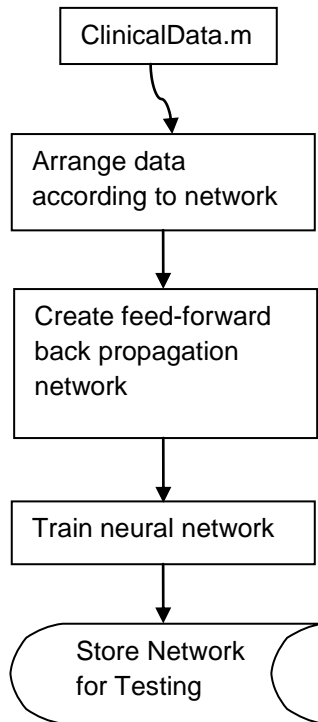 ClinicalData.m
Arrange data
according to network
Create feed-forward
back propagation
network
Train neural network
Store Network
for Testing